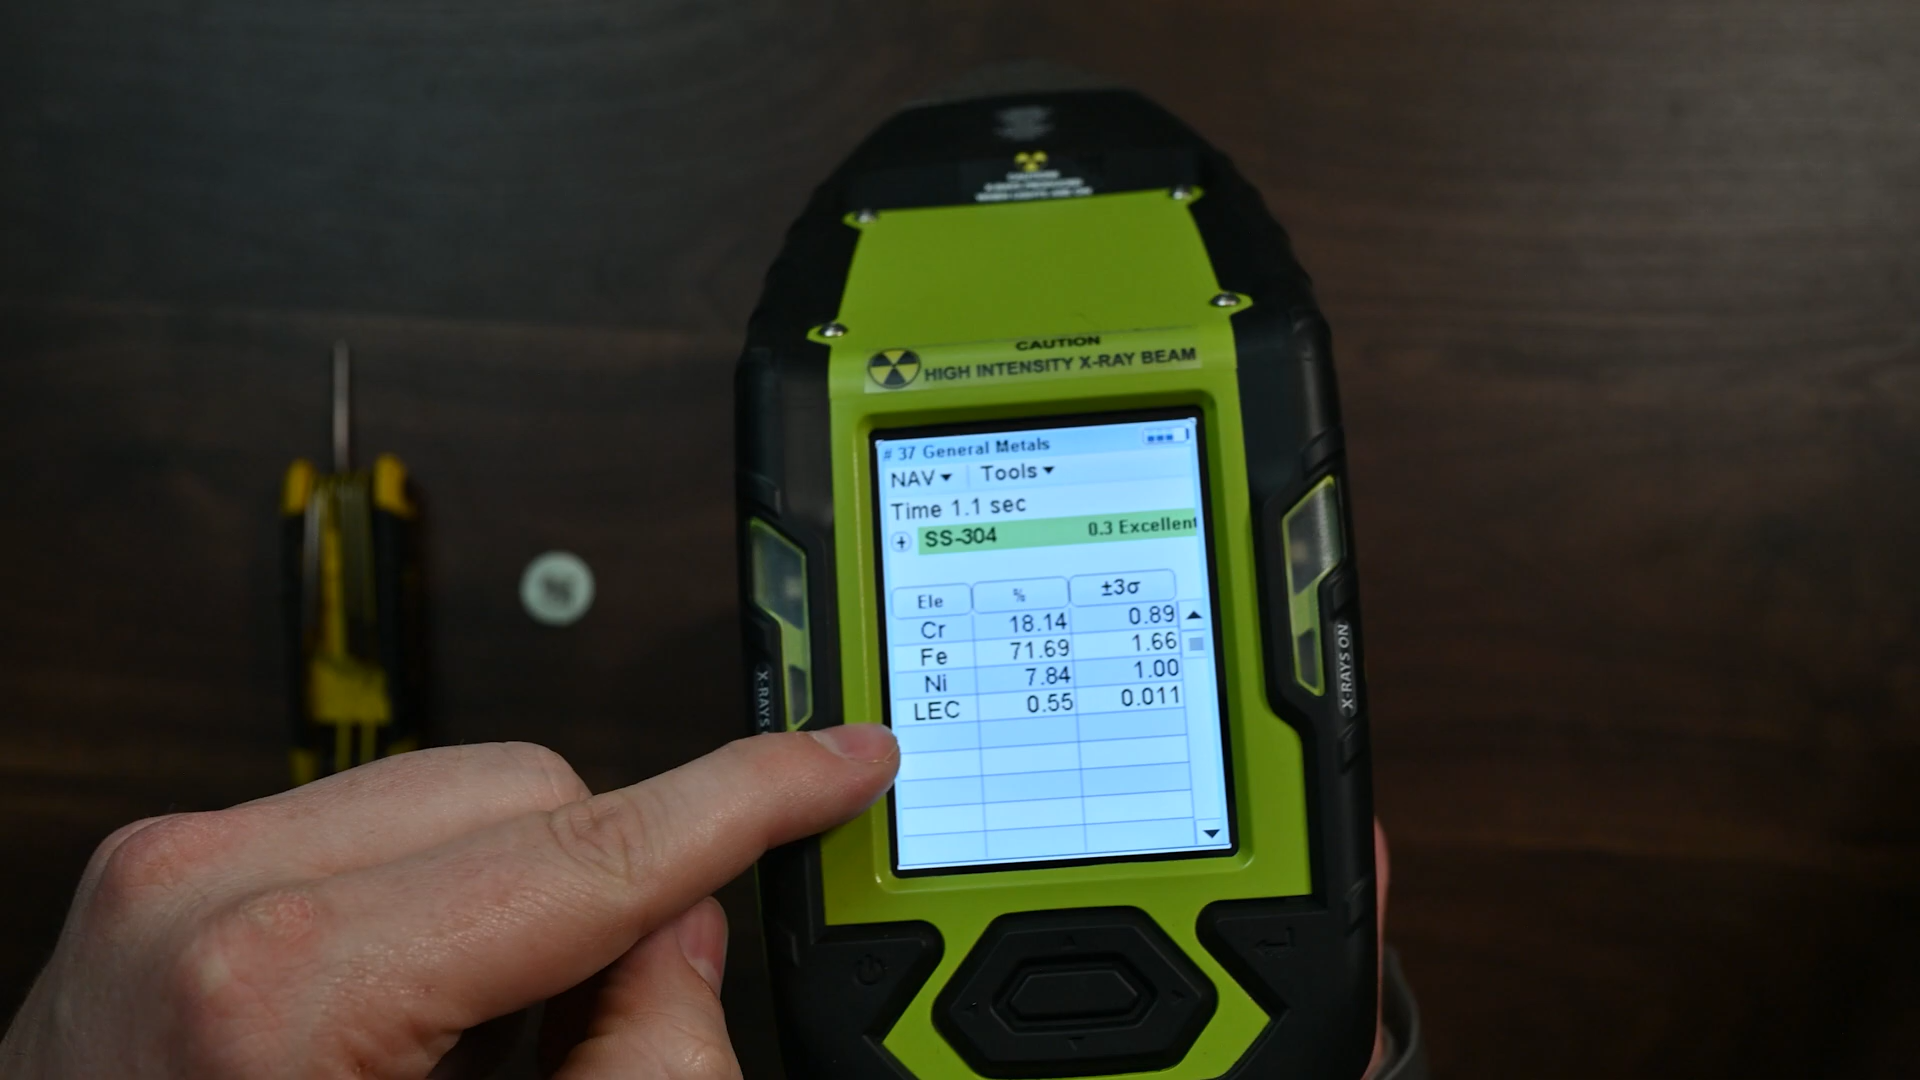 CAUTION
HIGH INTENSITY X-RAY BEAM
# 37 General Metals
NAV Tools
Time 1.1 sec
+ SS-304 0.3 Excellent
Ele % ±3σ
Cr 18.14 0.89
Fe 71.69 1.66
Ni 7.84 1.00
LEC 0.55 0.011
X-RAYS
X-RAYS ON